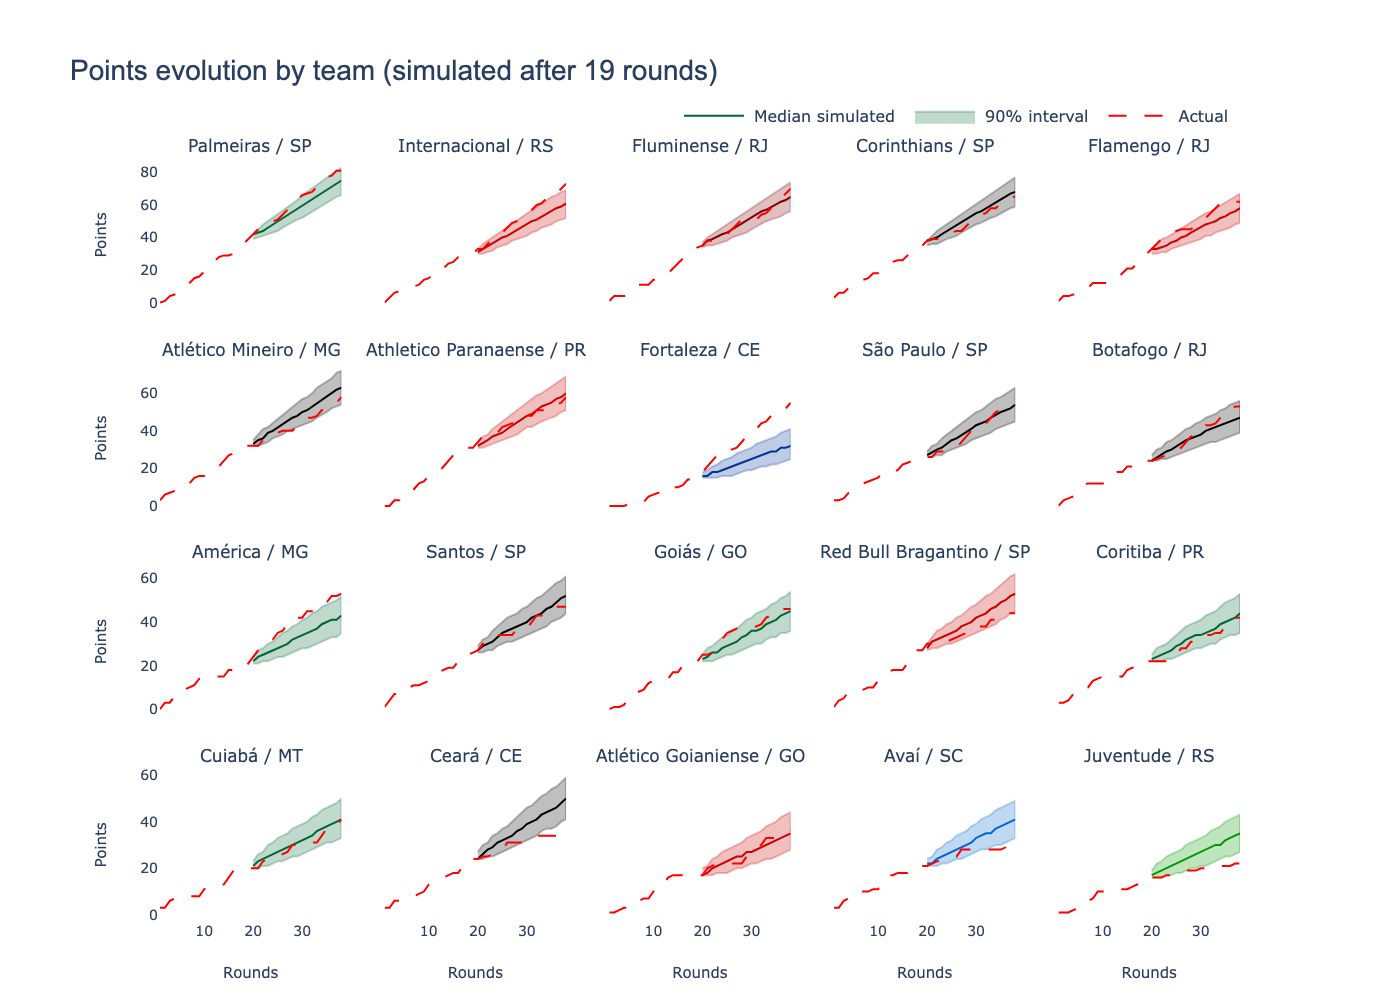 Points evolution by team (simulated after 19 rounds)
Median simulated 90% interval Actual
Palmeiras / SP Internacional / RS Fluminense / RJ Corinthians / SP Flamengo / RJ
80
60
40
20
0
Points
Atlético Mineiro / MG Athletico Paranaense / PR Fortaleza / CE São Paulo / SP Botafogo / RJ
60
40
20
0
Points
América / MG Santos / SP Goiás / GO Red Bull Bragantino / SP Coritiba / PR
60
40
20
0
Points
Cuiabá / MT Ceará / CE Atlético Goianiense / GO Avaí / SC Juventude / RS
60
40
20
0
Points
10 20 30 10 20 30 10 20 30 10 20 30 10 20 30
Rounds Rounds Rounds Rounds Rounds